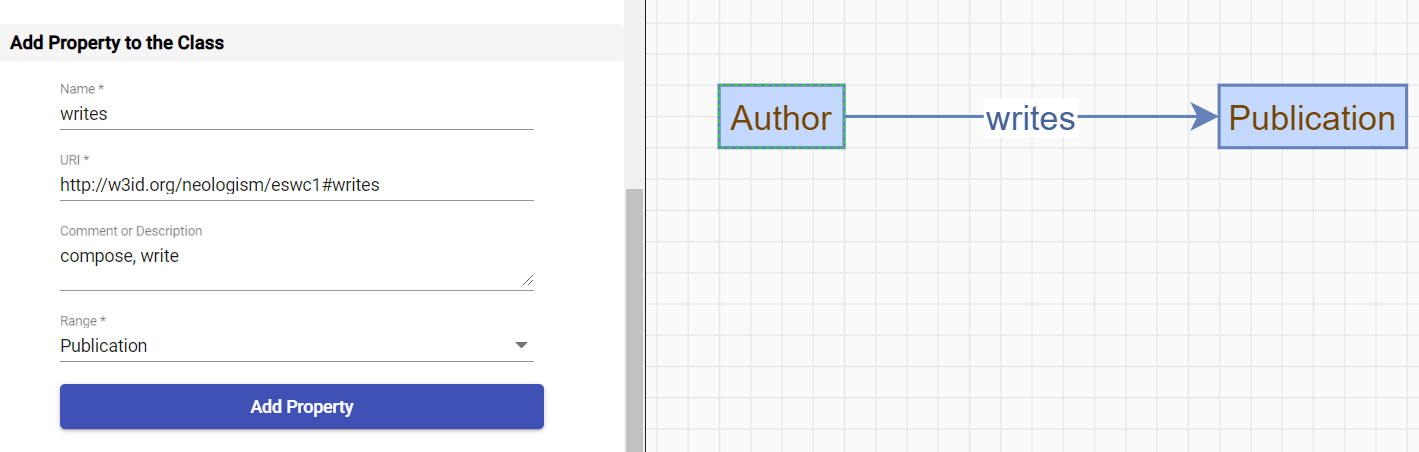 Add Property to the Class
Name *
writes
URI *
http://w3id.org/neologism/eswc1#writes
Comment or Description
compose, write
Range *
Publication
Add Property
Author
writes
Publication